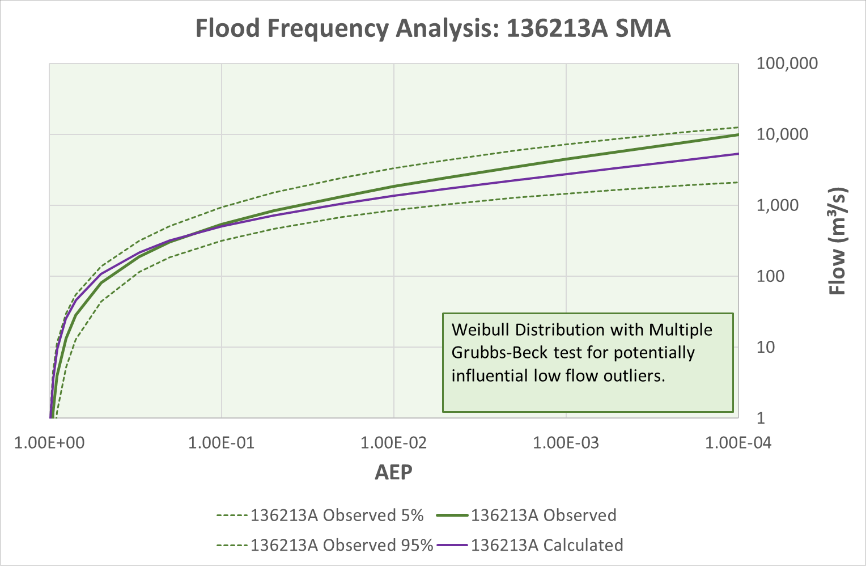 Flood Frequency Analysis: 136213A SMA
100,000
10,000
1,000
100
10
1
Flow (m³/s)
Weibull Distribution with Multiple
Grubbs-Beck test for potentially
influential low flow outliers.
1.00E+00 1.00E-01 1.00E-02 1.00E-03 1.00E-04
AEP
136213A Observed 5% 136213A Observed
136213A Observed 95% 136213A Calculated